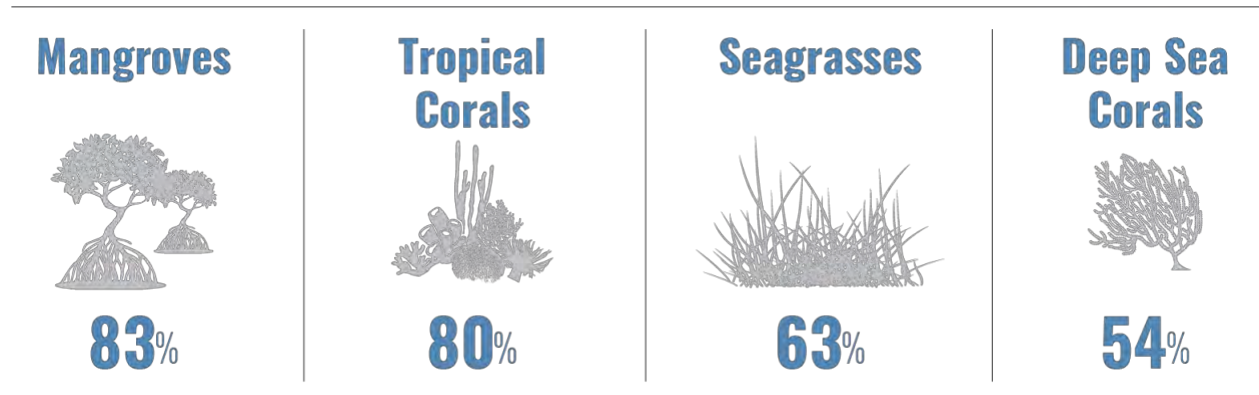 Mangroves
83%
Tropical
Corals
80%
Seagrasses
63%
Deep Sea
Corals
54%